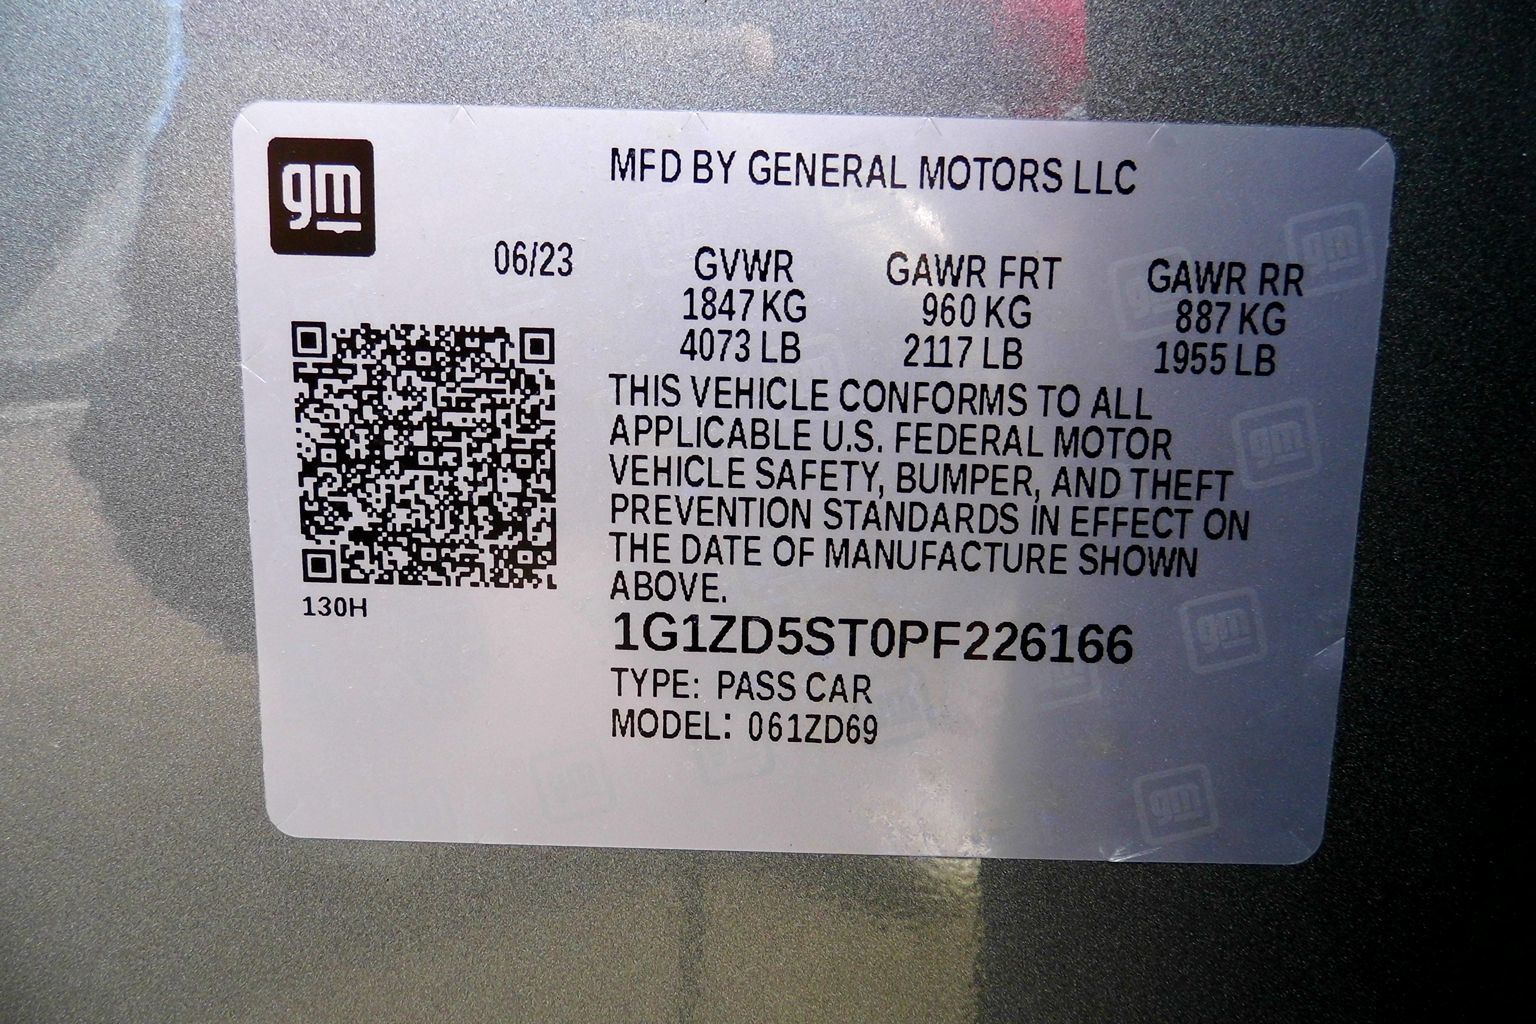 gm
MFD BY GENERAL MOTORS LLC
06/23 GVWR GAWR FRT GAWR RR
1847 KG 960 KG 887 KG
4073 LB 2117 LB 1955 LB
THIS VEHICLE CONFORMS TO ALL
APPLICABLE U.S. FEDERAL MOTOR
VEHICLE SAFETY, BUMPER, AND THEFT
PREVENTION STANDARDS IN EFFECT ON
THE DATE OF MANUFACTURE SHOWN
ABOVE.
130H
1G1ZD5ST0PF226166
TYPE: PASS CAR
MODEL: 061ZD69